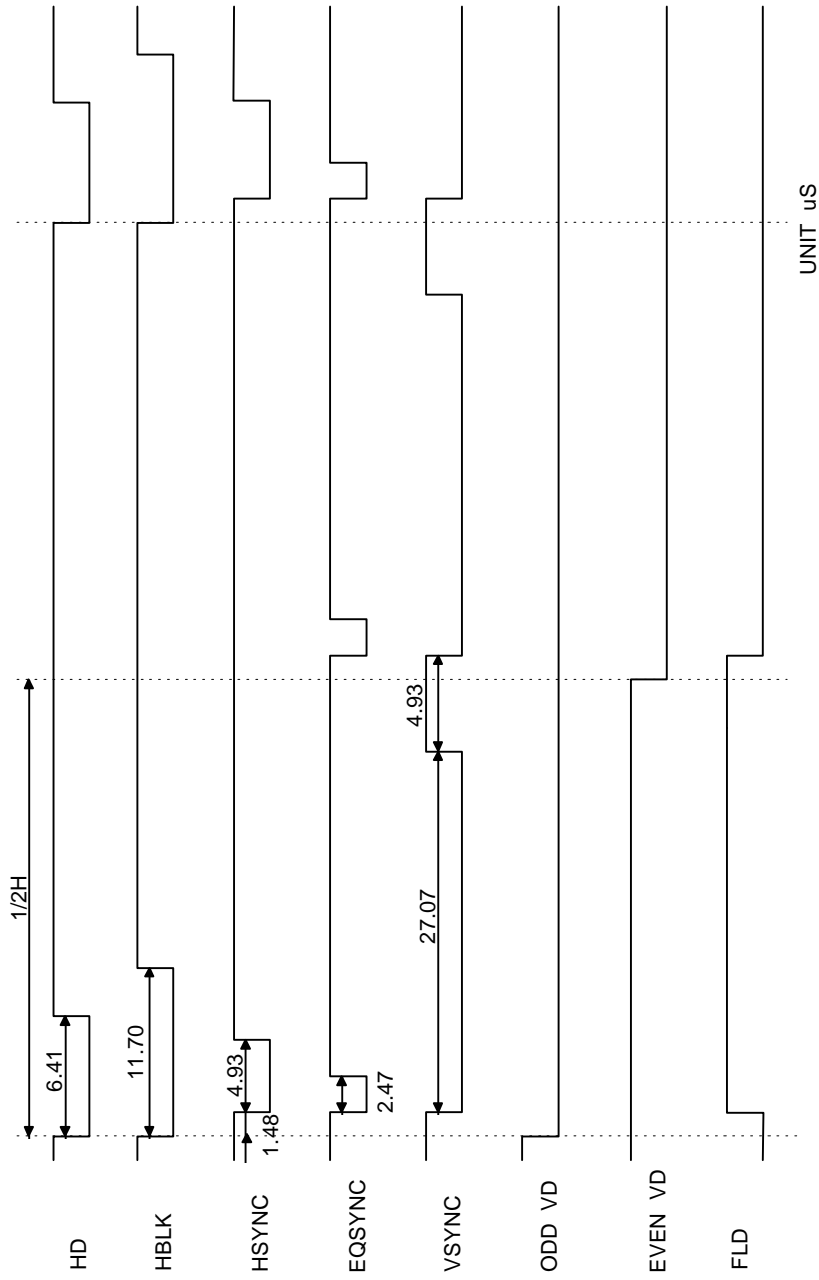 1/2H
HD
6.41
HBLK
11.70
HSYNC
1.48
4.93
EQSYNC
2.47
VSYNC
27.07
4.93
ODD VD
EVEN VD
FLD
UNIT uS